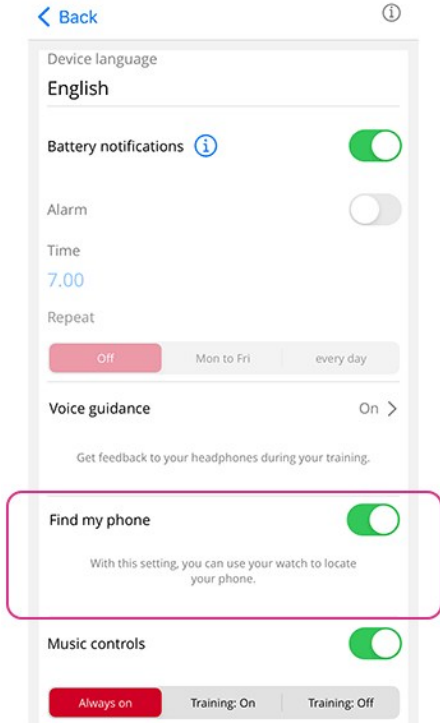 Back
Device language
English
Battery notifications
Alarm
Time
7.00
Repeat
Off Mon to Fri every day
Voice guidance On
Get feedback to your headphones during your training.
Find my phone
With this setting, you can use your watch to locate
your phone.
Music controls
Always on Training: On Training: Off